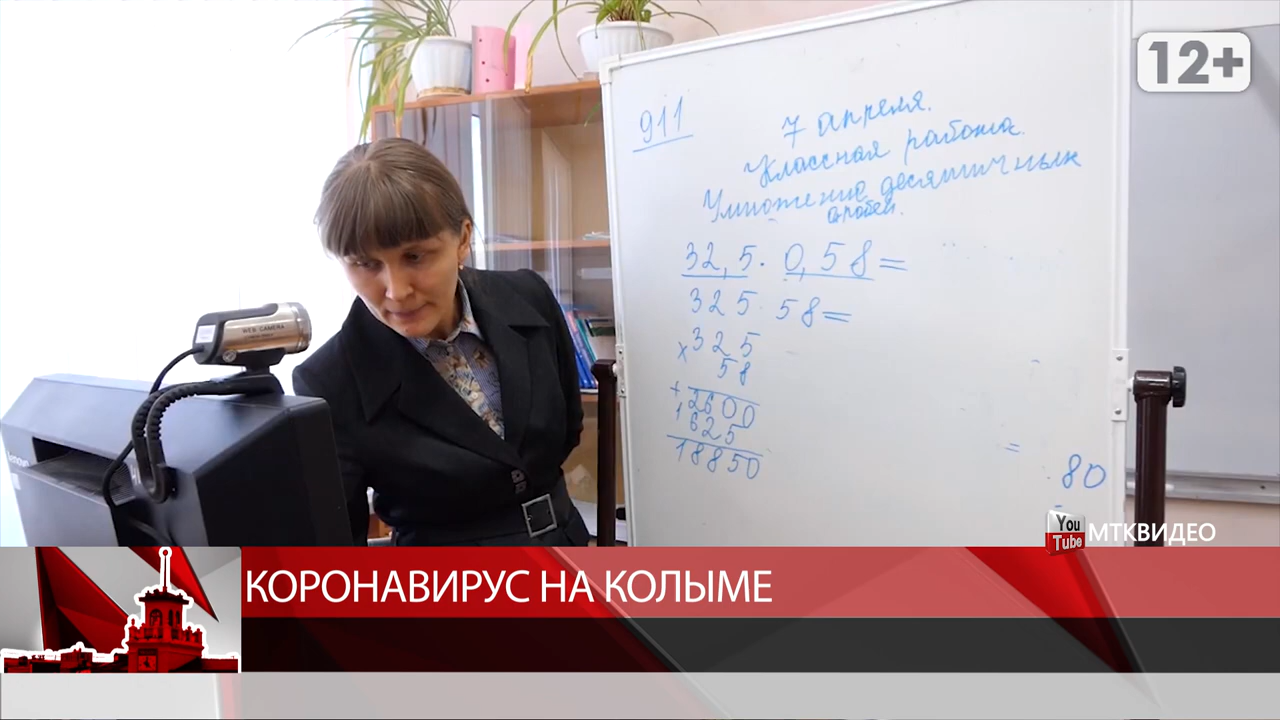 12+
911
7 апреля.
Классная работа.
Умножение десятичных
дробей.
32,5 · 0,58 =
325 · 58 =
× 325
58
+ 2600
1625
18850
=
80
WEB CAMERA
You Tube МТКВИДЕО
КОРОНАВИРУС НА КОЛЫМЕ